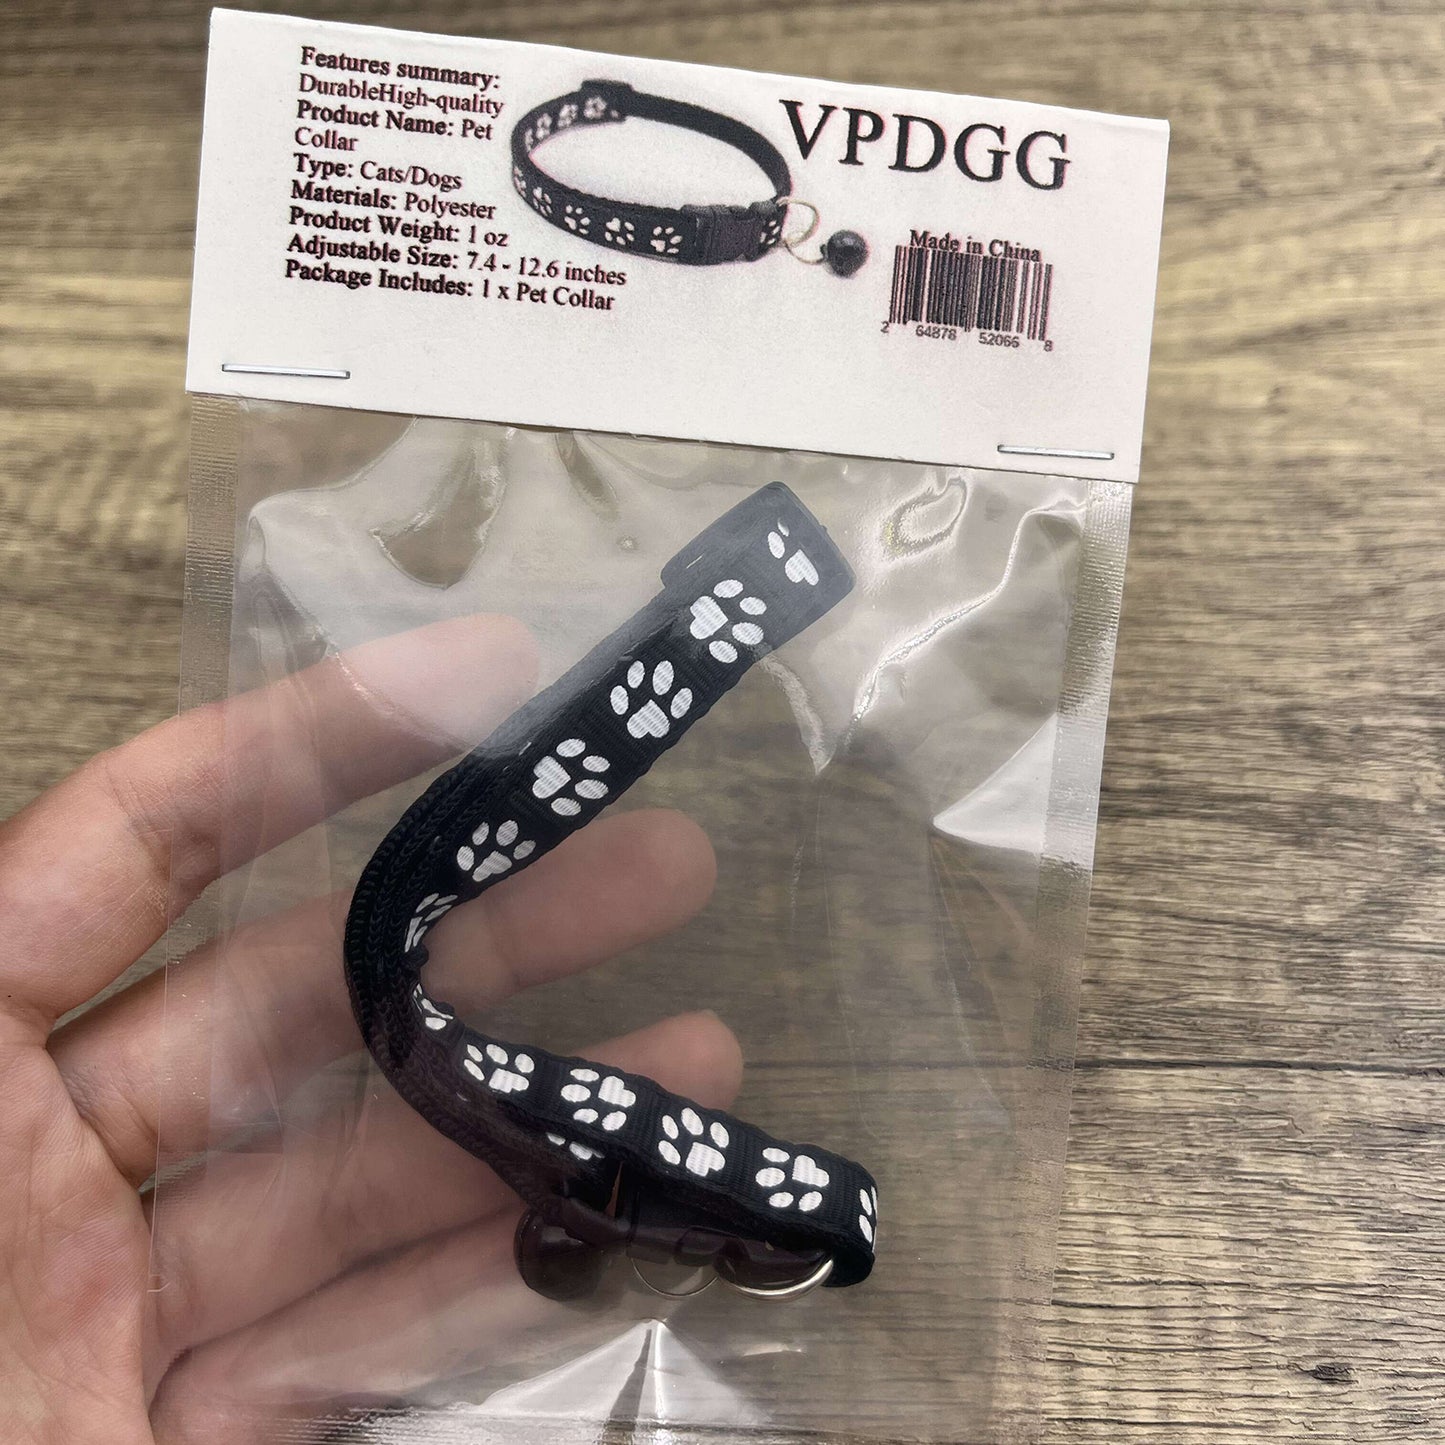 Features summary:
DurableHigh-quality
Product Name: Pet
Collar
Type: Cats/Dogs
Materials: Polyester
Product Weight: 1 oz
Adjustable Size: 7.4 - 12.6 inches
Package Includes: 1 x Pet Collar
VPDGG
Made in China
2 64878 52066 8